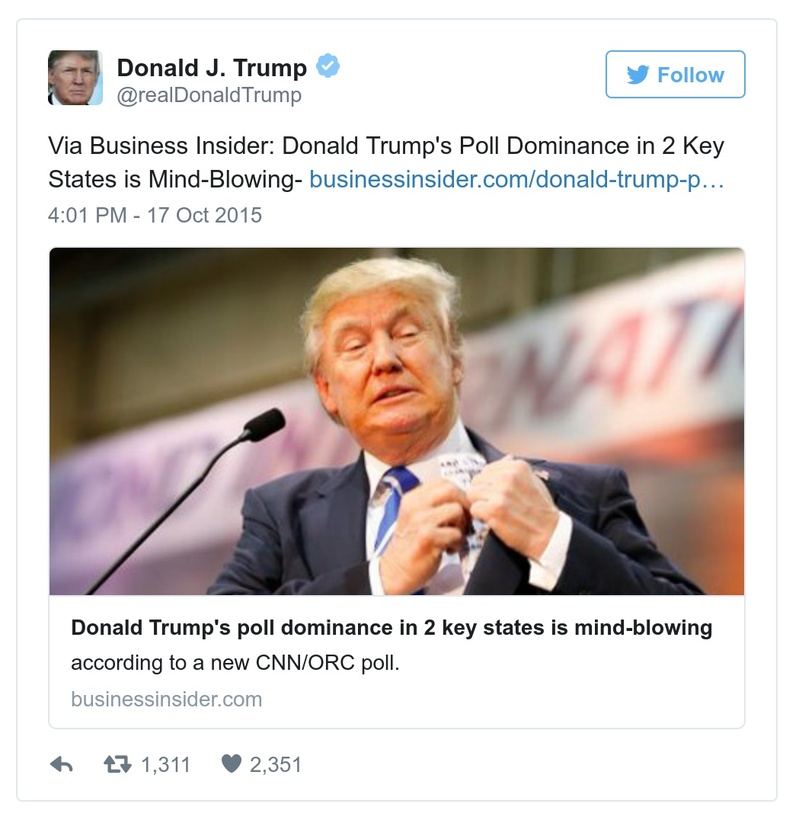 Donald J. Trump
@realDonaldTrump
Follow
Via Business Insider: Donald Trump's Poll Dominance in 2 Key
States is Mind-Blowing- businessinsider.com/donald-trump-p…
4:01 PM - 17 Oct 2015
NATI
Donald Trump's poll dominance in 2 key states is mind-blowing
according to a new CNN/ORC poll.
businessinsider.com
1,311
2,351